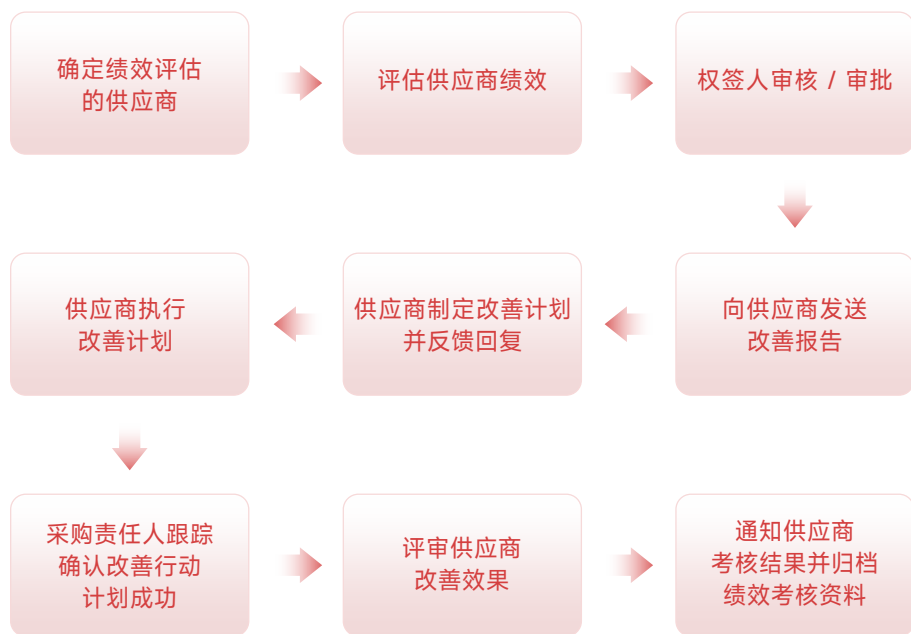 确定绩效评估
的供应商
评估供应商绩效
权签人审核 / 审批
向供应商发送
改善报告
供应商制定改善计划
并反馈回复
供应商执行
改善计划
采购责任人跟踪
确认改善行动
计划成功
评审供应商
改善效果
通知供应商
考核结果并归档
绩效考核资料